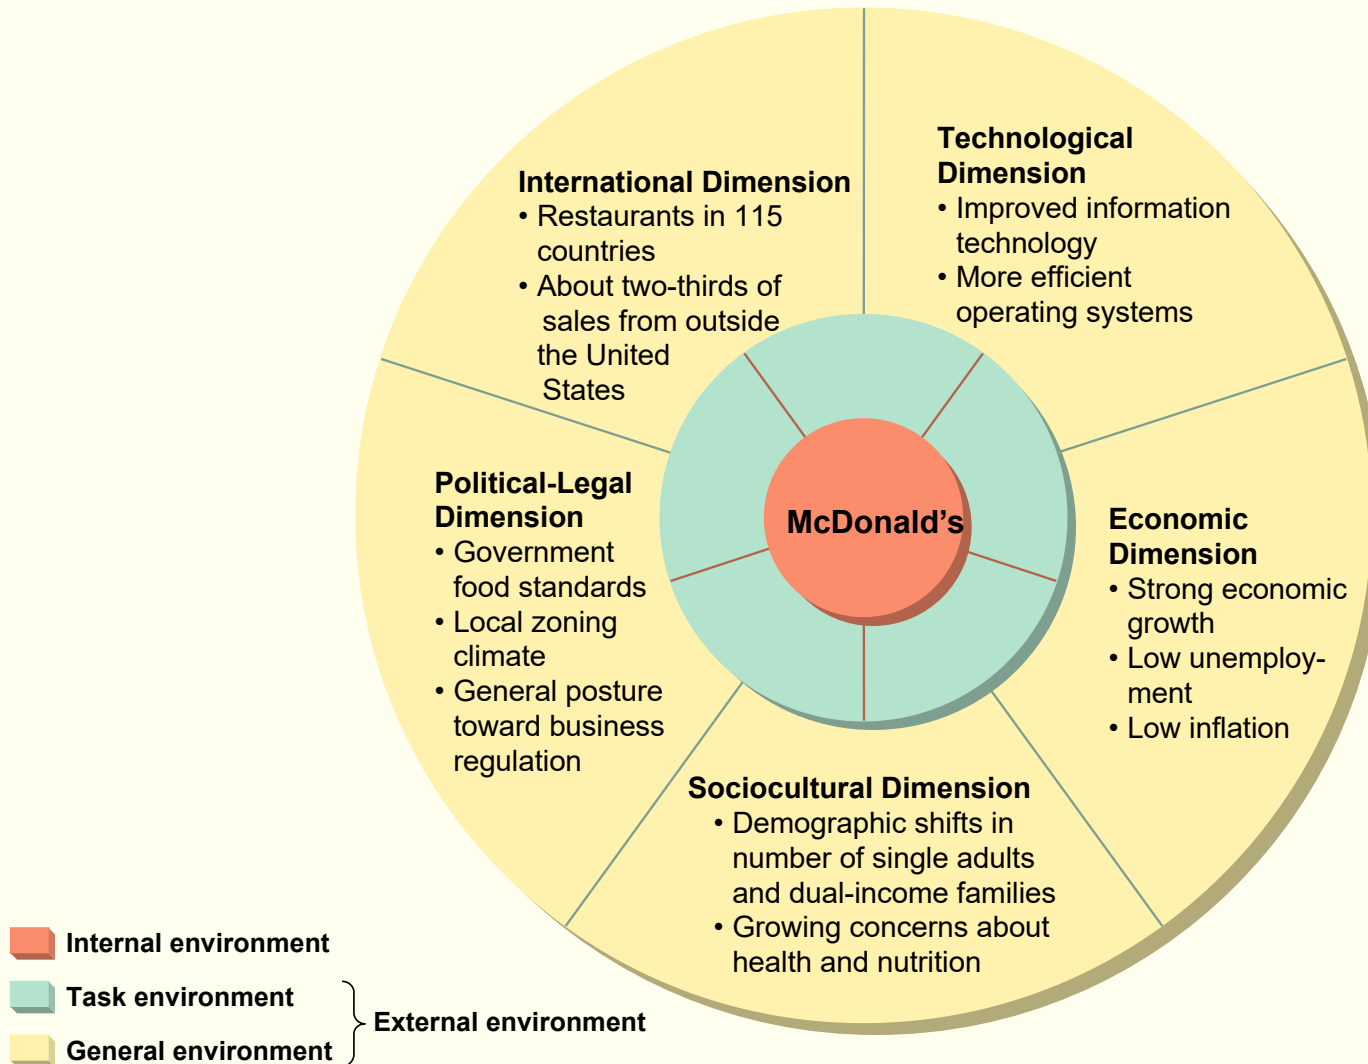 International Dimension
• Restaurants in 115
countries
• About two-thirds of
sales from outside
the United
States
Technological
Dimension
• Improved information
technology
• More efficient
operating systems
Political-Legal
Dimension
• Government
food standards
• Local zoning
climate
• General posture
toward business
regulation
McDonald’s
Economic
Dimension
• Strong economic
growth
• Low unemploy-
ment
• Low inflation
Sociocultural Dimension
• Demographic shifts in
number of single adults
and dual-income families
• Growing concerns about
health and nutrition
Internal environment
Task environment
General environment
External environment